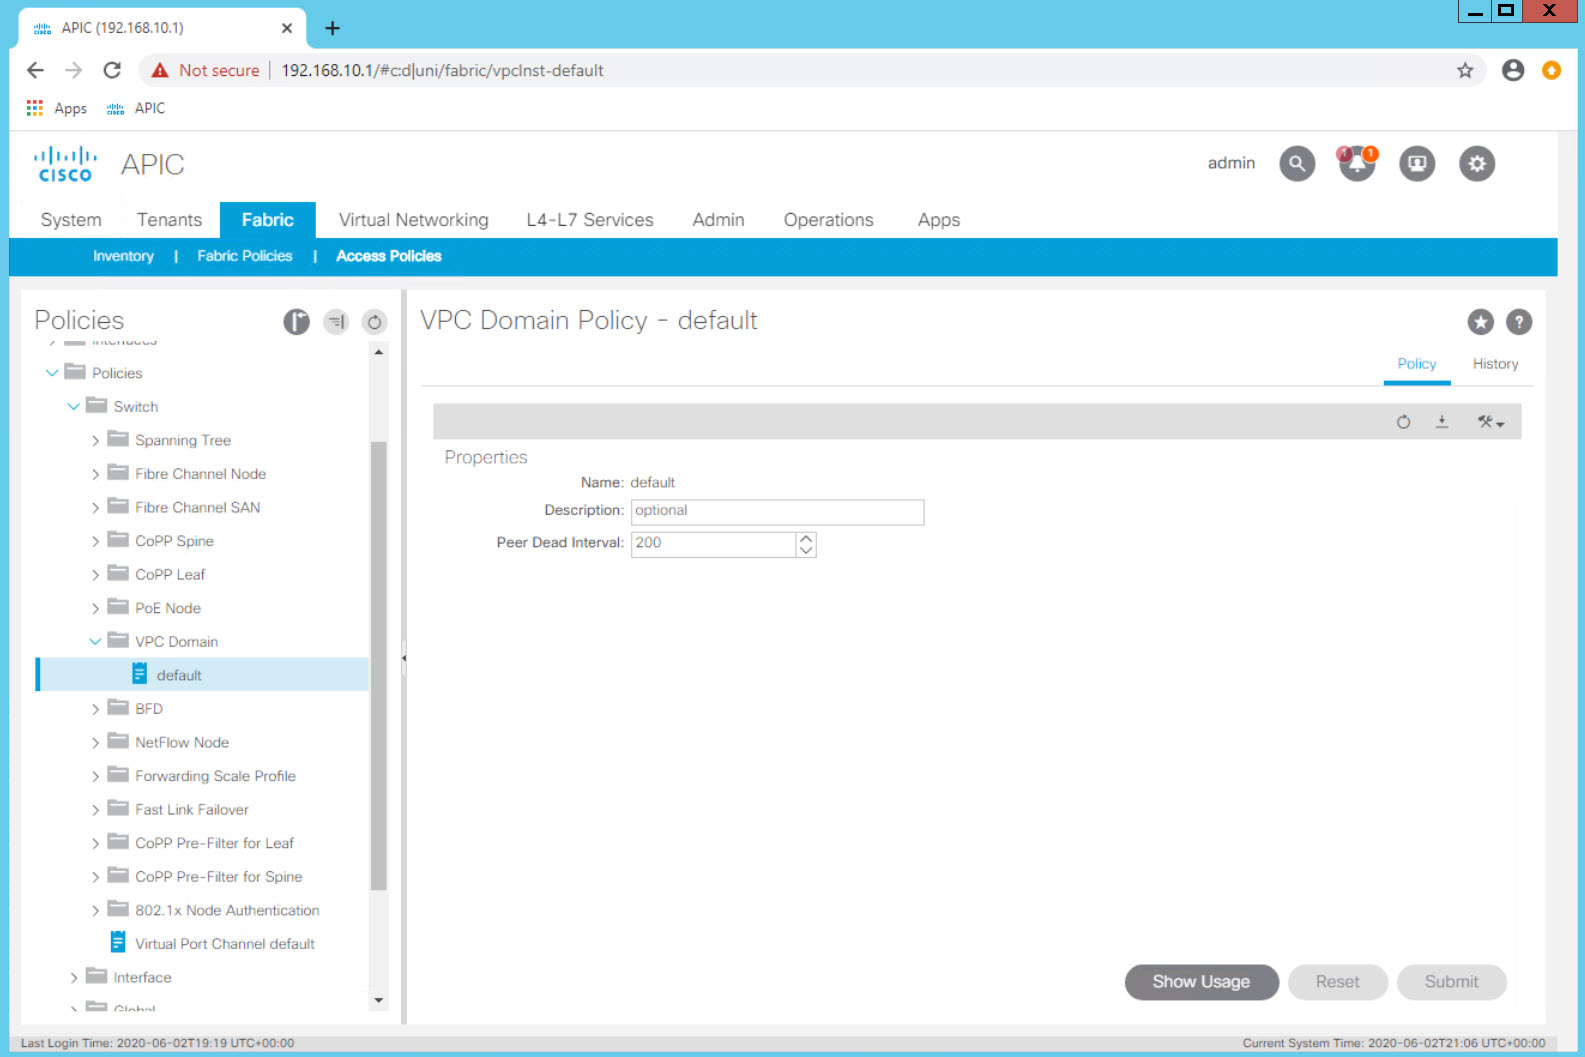 APIC (192.168.10.1)
Not secure 192.168.10.1/#c:d|uni/fabric/vpcInst-default
Apps APIC
CISCO APIC admin 1
System Tenants Fabric Virtual Networking L4-L7 Services Admin Operations Apps
Inventory | Fabric Policies | Access Policies
Policies
Interfaces
Policies
Switch
Spanning Tree
Fibre Channel Node
Fibre Channel SAN
CoPP Spine
CoPP Leaf
PoE Node
VPC Domain
default
BFD
NetFlow Node
Forwarding Scale Profile
Fast Link Failover
CoPP Pre-Filter for Leaf
CoPP Pre-Filter for Spine
802.1x Node Authentication
Virtual Port Channel default
Interface
Global
VPC Domain Policy - default
Policy History
Properties
Name: default
Description: optional
Peer Dead Interval: 200
Show Usage Reset Submit
Last Login Time: 2020-06-02T19:19 UTC+00:00
Current System Time: 2020-06-02T21:06 UTC+00:00